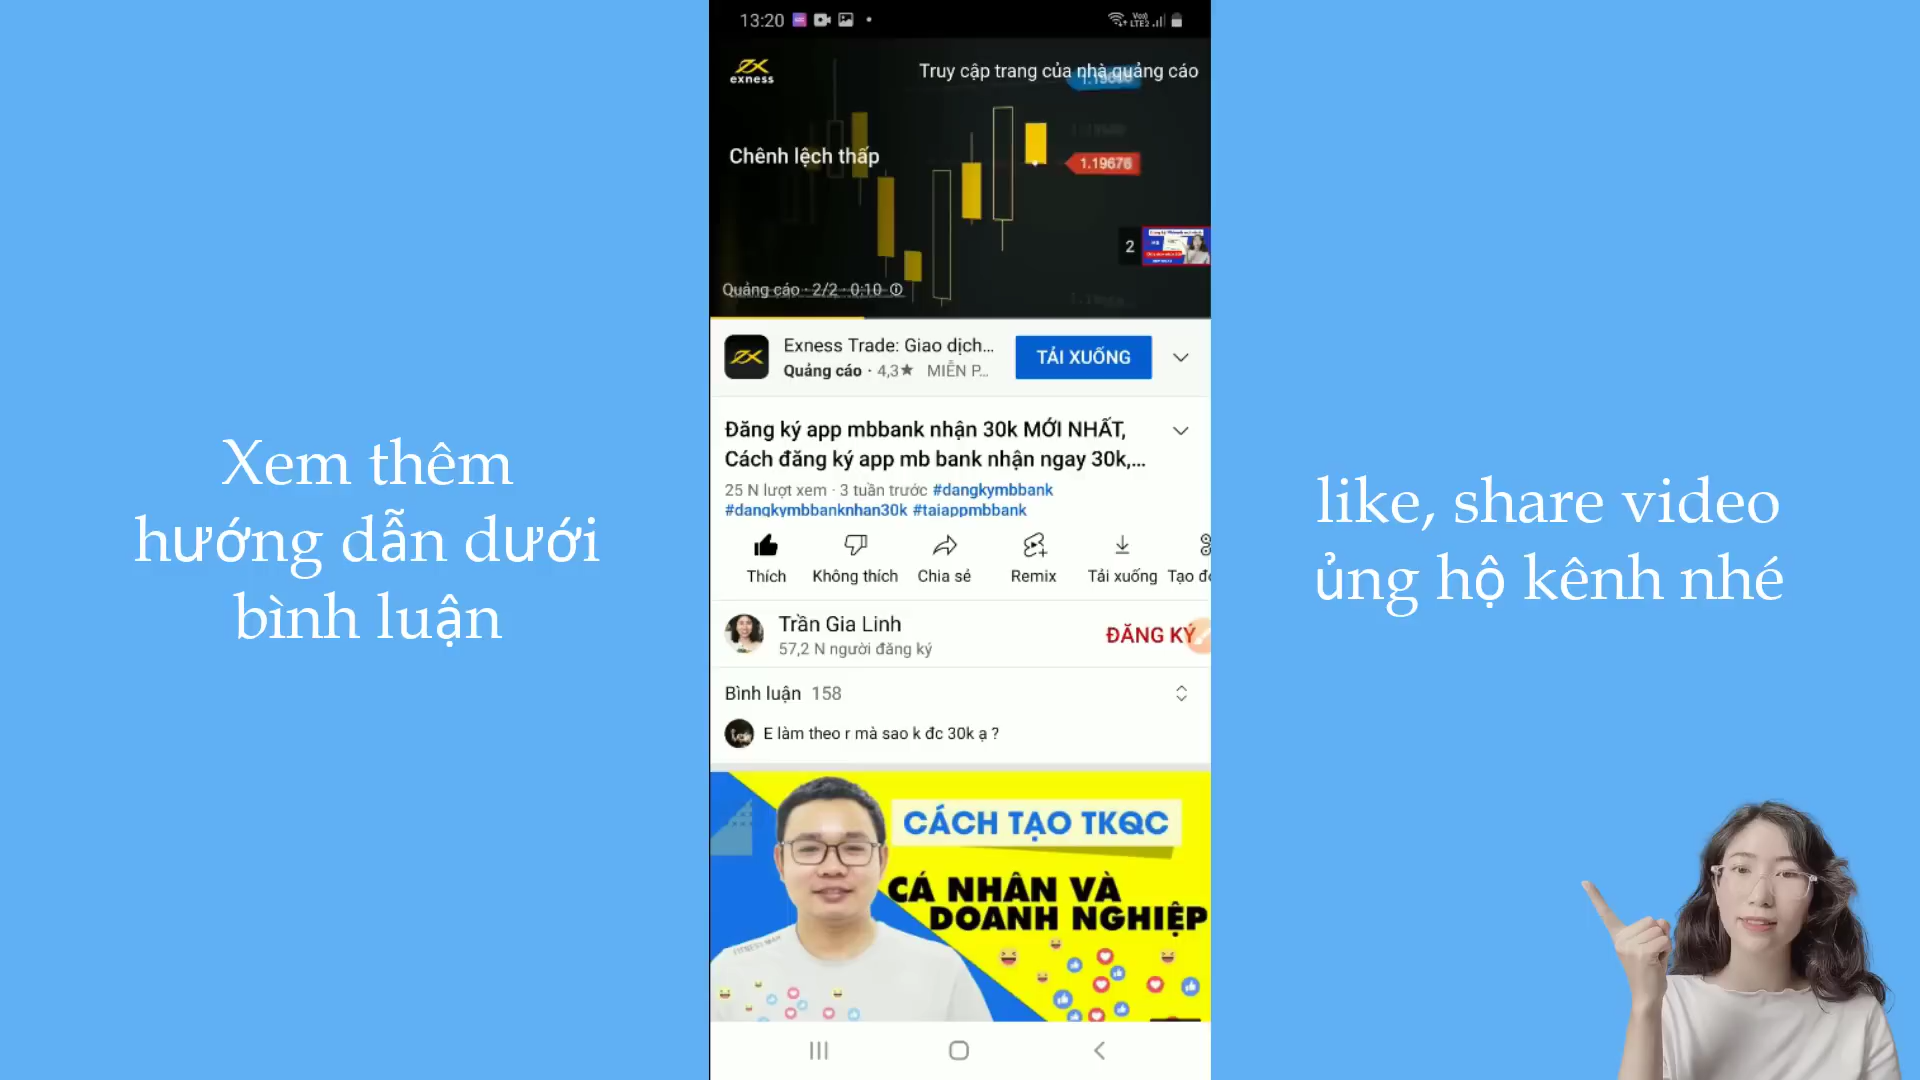 Xem thêm
hướng dẫn dưới
bình luận
13:20
LTE2
exness
Truy cập trang của nhà quảng cáo
Chênh lệch thấp
1.19676
2
Quảng cáo · 2/2 · 0:10
Exness Trade: Giao dịch...
Quảng cáo · 4,3★ MIỄN P...
TẢI XUỐNG
Đăng ký app mbbank nhận 30k MỚI NHẤT,
Cách đăng ký app mb bank nhận ngay 30k,...
25 N lượt xem · 3 tuần trước #dangkymbbank
#dangkymbbanknhan30k #taiappmbbank
Thích
Không thích
Chia sẻ
Remix
Tải xuống
Tạo đo
Trần Gia Linh
57,2 N người đăng ký
ĐĂNG KÝ
Bình luận 158
E làm theo r mà sao k đc 30k ạ ?
CÁCH TẠO TKQC
CÁ NHÂN VÀ
DOANH NGHIỆP
like, share video
ủng hộ kênh nhé